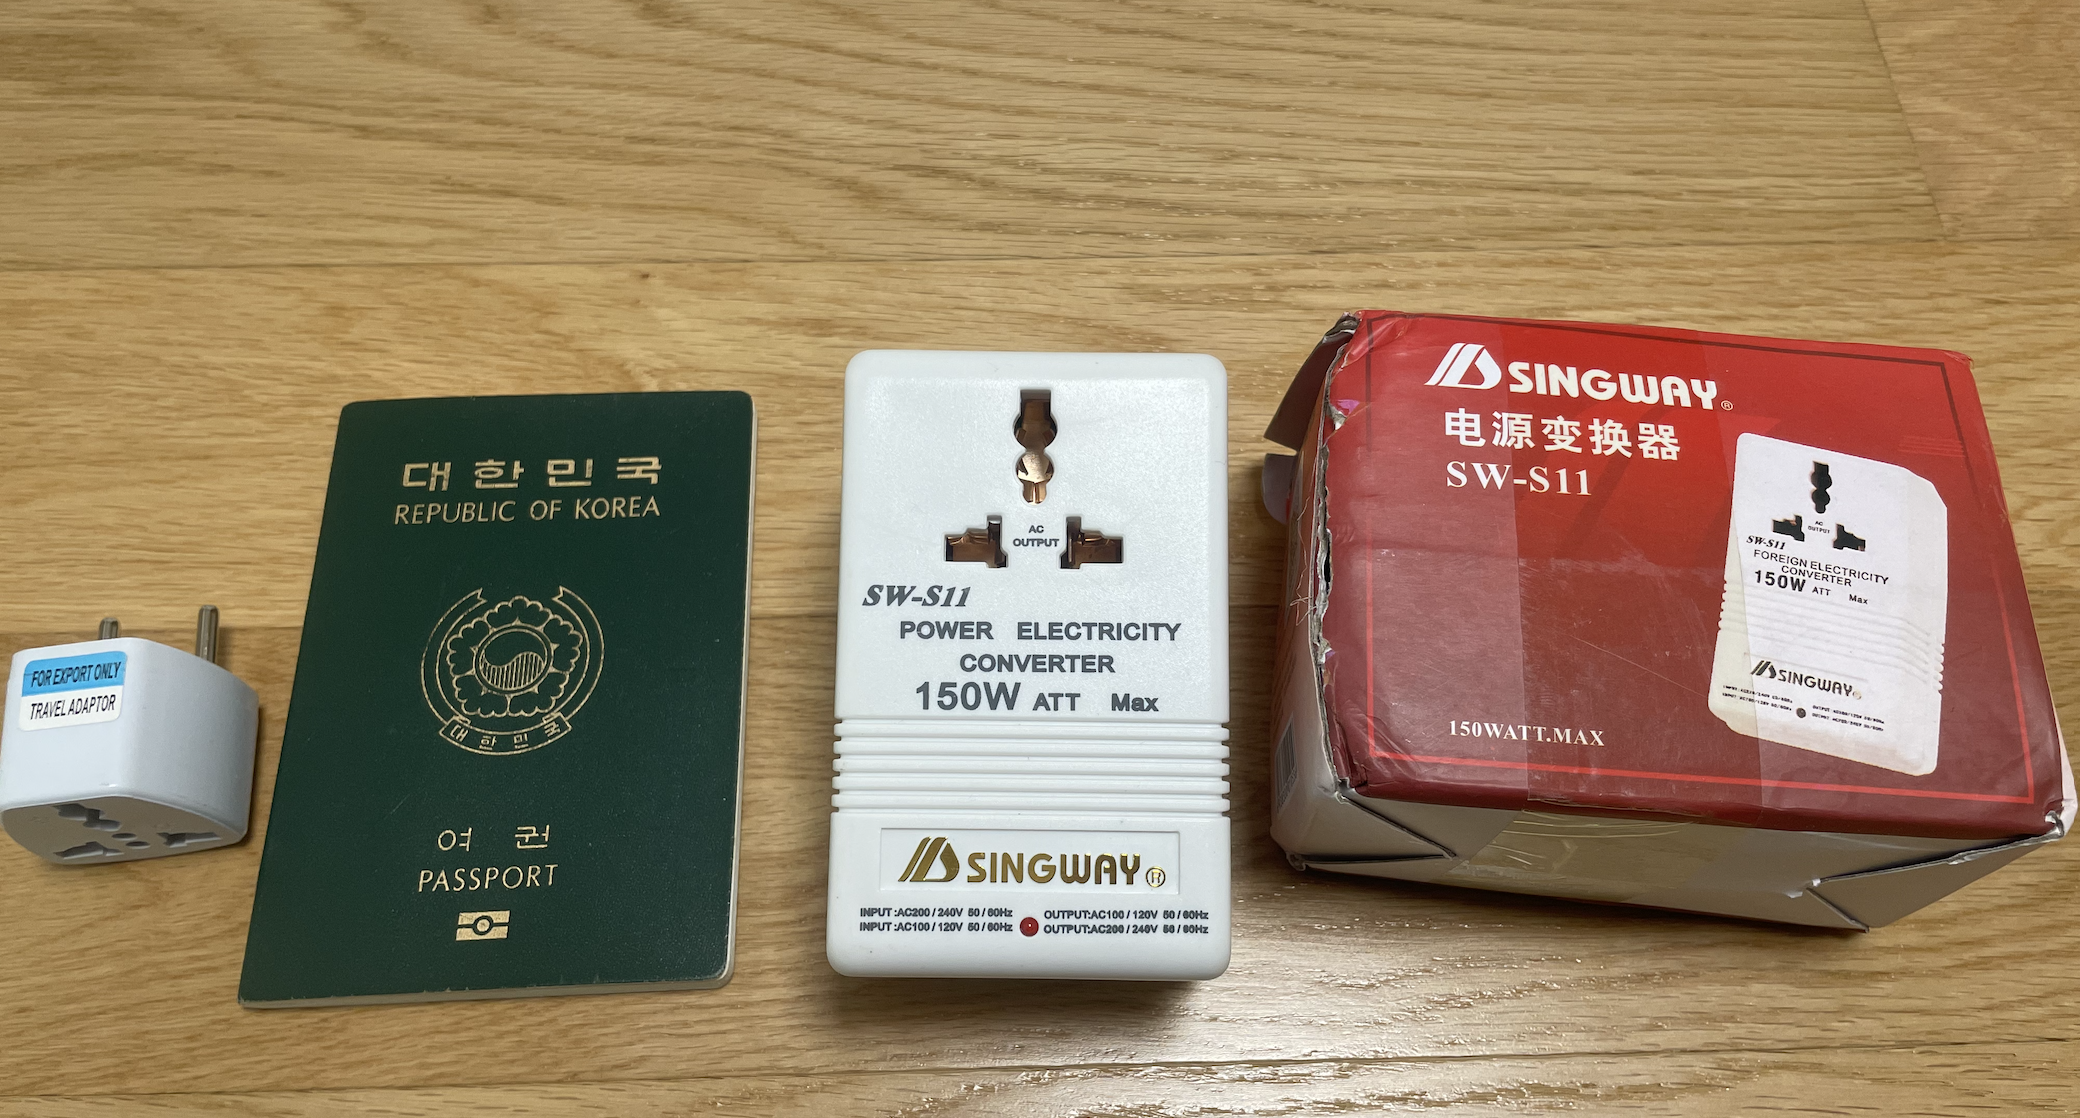 FOR EXPORT ONLY
TRAVEL ADAPTOR
대한민국
REPUBLIC OF KOREA
대한민국
여권
PASSPORT
AC
OUTPUT
SW-S11
POWER ELECTRICITY
CONVERTER
150W ATT Max
SINGWAY®
INPUT:AC200/240V 50/60Hz OUTPUT:AC100/120V 50/60Hz
INPUT:AC100/120V 50/60Hz OUTPUT:AC200/240V 50/60Hz
SINGWAY®
电源变换器
SW-S11
AC
OUTPUT
SW-S11
FOREIGN ELECTRICITY
CONVERTER
150W ATT Max
SINGWAY
150WATT.MAX